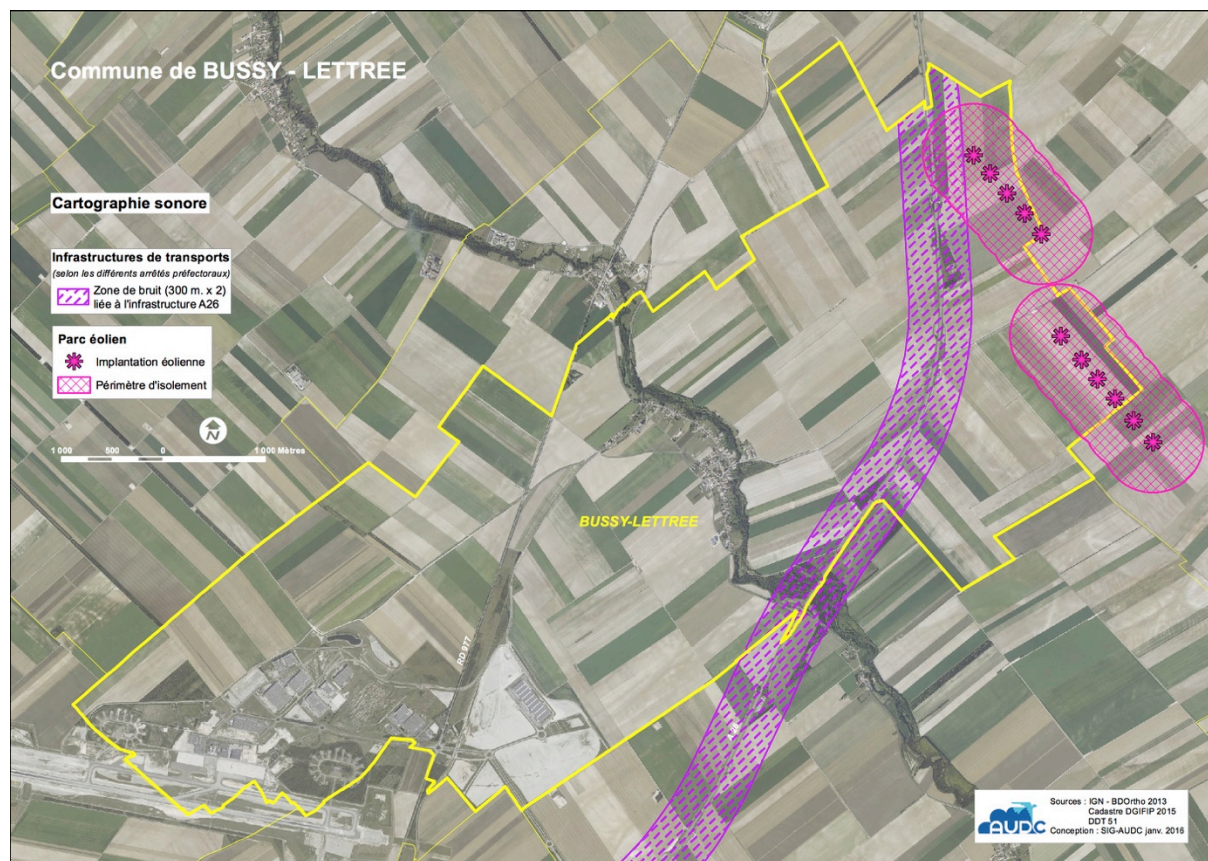 Commune de BUSSY - LETTREE
Cartographie sonore
Infrastructures de transports
(selon les différents arrêtés préfectoraux)
Zone de bruit (300 m. x 2)
liée à l'infrastructure A26
Parc éolien
Implantation éolienne
Périmètre d'isolement
N
1 000 500 0 1 000 Mètres
BUSSY-LETTREE
RD 977
AUDC
Sources : IGN - BDOrtho 2013
Cadastre DGIFIP 2015
DDT 51
Conception : SIG-AUDC janv. 2016